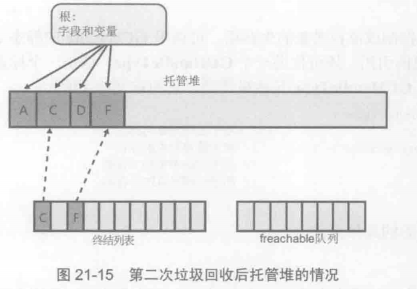 根:
字段和变量
托管堆
A C D F
C F
终结列表
freachable队列
图 21-15 第二次垃圾回收后托管堆的情况